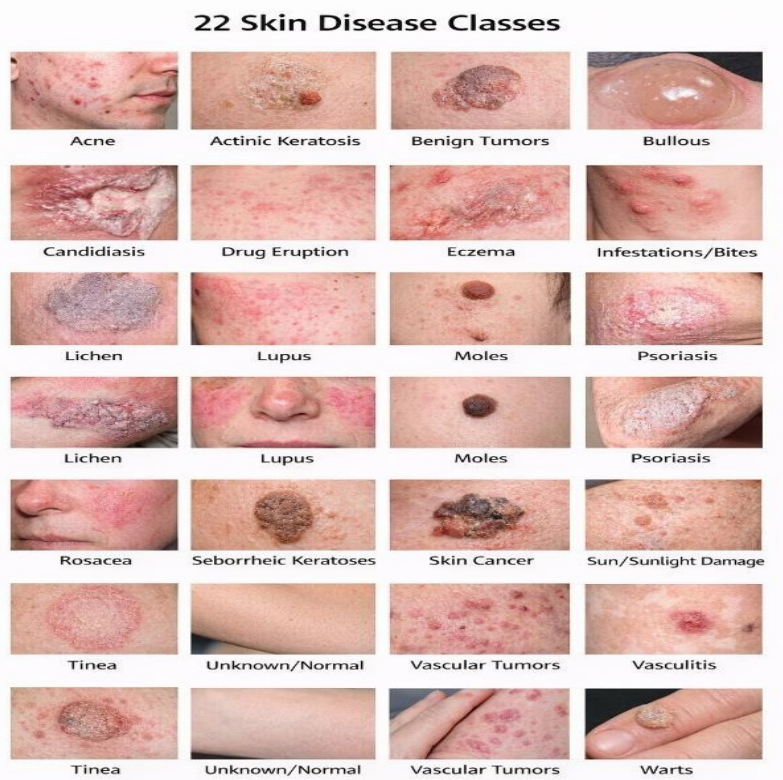 22 Skin Disease Classes
Acne
Actinic Keratosis
Benign Tumors
Bullous
Candidiasis
Drug Eruption
Eczema
Infestations/Bites
Lichen
Lupus
Moles
Psoriasis
Lichen
Lupus
Moles
Psoriasis
Rosacea
Seborrheic Keratoses
Skin Cancer
Sun/Sunlight Damage
Tinea
Unknown/Normal
Vascular Tumors
Vasculitis
Tinea
Unknown/Normal
Vascular Tumors
Warts